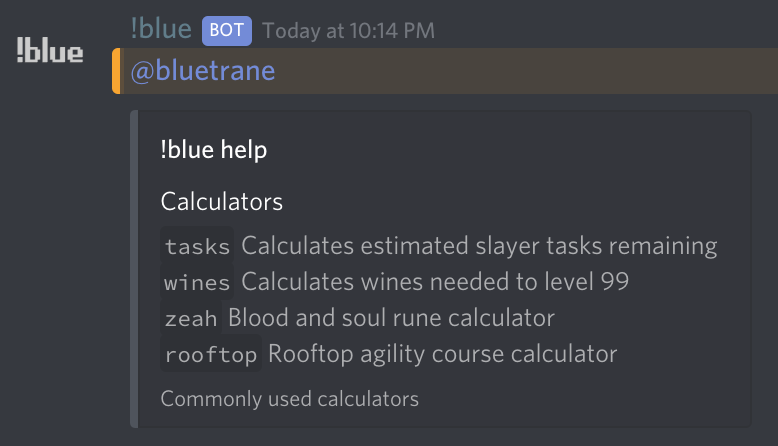 !blue
!blue BOT Today at 10:14 PM
@bluetrane
!blue help
Calculators
tasks Calculates estimated slayer tasks remaining
wines Calculates wines needed to level 99
zeah Blood and soul rune calculator
rooftop Rooftop agility course calculator
Commonly used calculators